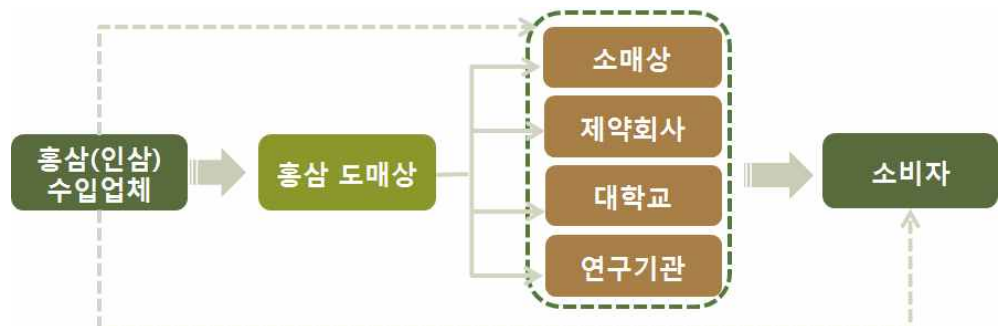 홍삼(인삼)
수입업체
홍삼 도매상
소매상
제약회사
대학교
연구기관
소비자